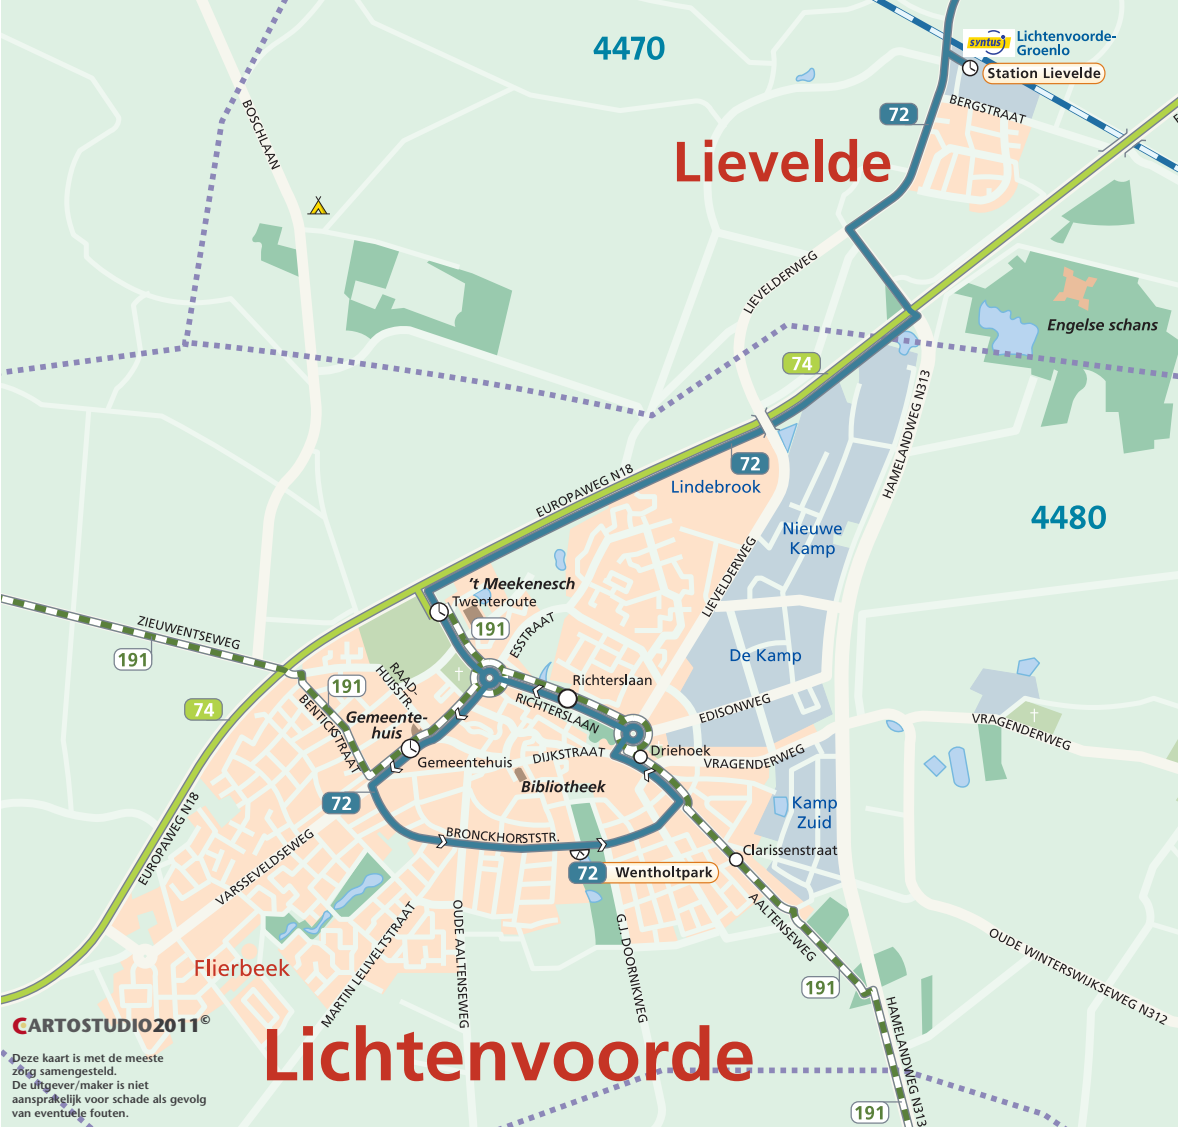 4470
syntus
Lichtenvoorde-
Groenlo
Station Lievelde
BERGSTRAAT
72
BOSCHLAAN
Lievelde
LIEVELDERWEG
Engelse schans
74
HAMELANDWEG N313
72
Lindebrook
EUROPAWEG N18
4480
Nieuwe
Kamp
't Meekenesch
Twenteroute
191
ESSTRAAT
LIEVELDERWEG
ZIEUWENTSEWEG
191
De Kamp
RAAD-
HUISSTR.
191
Richterslaan
RICHTERSLAAN
BENTICKSTRAAT
74
EDISONWEG
VRAGENDERWEG
Gemeente-
huis
Gemeentehuis
DIJKSTRAAT
Driehoek
VRAGENDERWEG
Bibliotheek
72
Kamp
Zuid
BRONCKHORSTSTR.
EUROPAWEG N18
Clarissenstraat
72
Wentholtpark
VARSSEVELDSEWEG
AALTENSEWEG
MARTIN LELIVELTSTRAAT
OUDE AALTENSEWEG
G.J. DOORNIKWEG
OUDE WINTERSWIJKSEWEG N312
Flierbeek
191
HAMELANDWEG N313
CARTOSTUDIO2011©
Lichtenvoorde
Deze kaart is met de meeste
zorg samengesteld.
De uitgever/maker is niet
aansprakelijk voor schade als gevolg
van eventuele fouten.
191